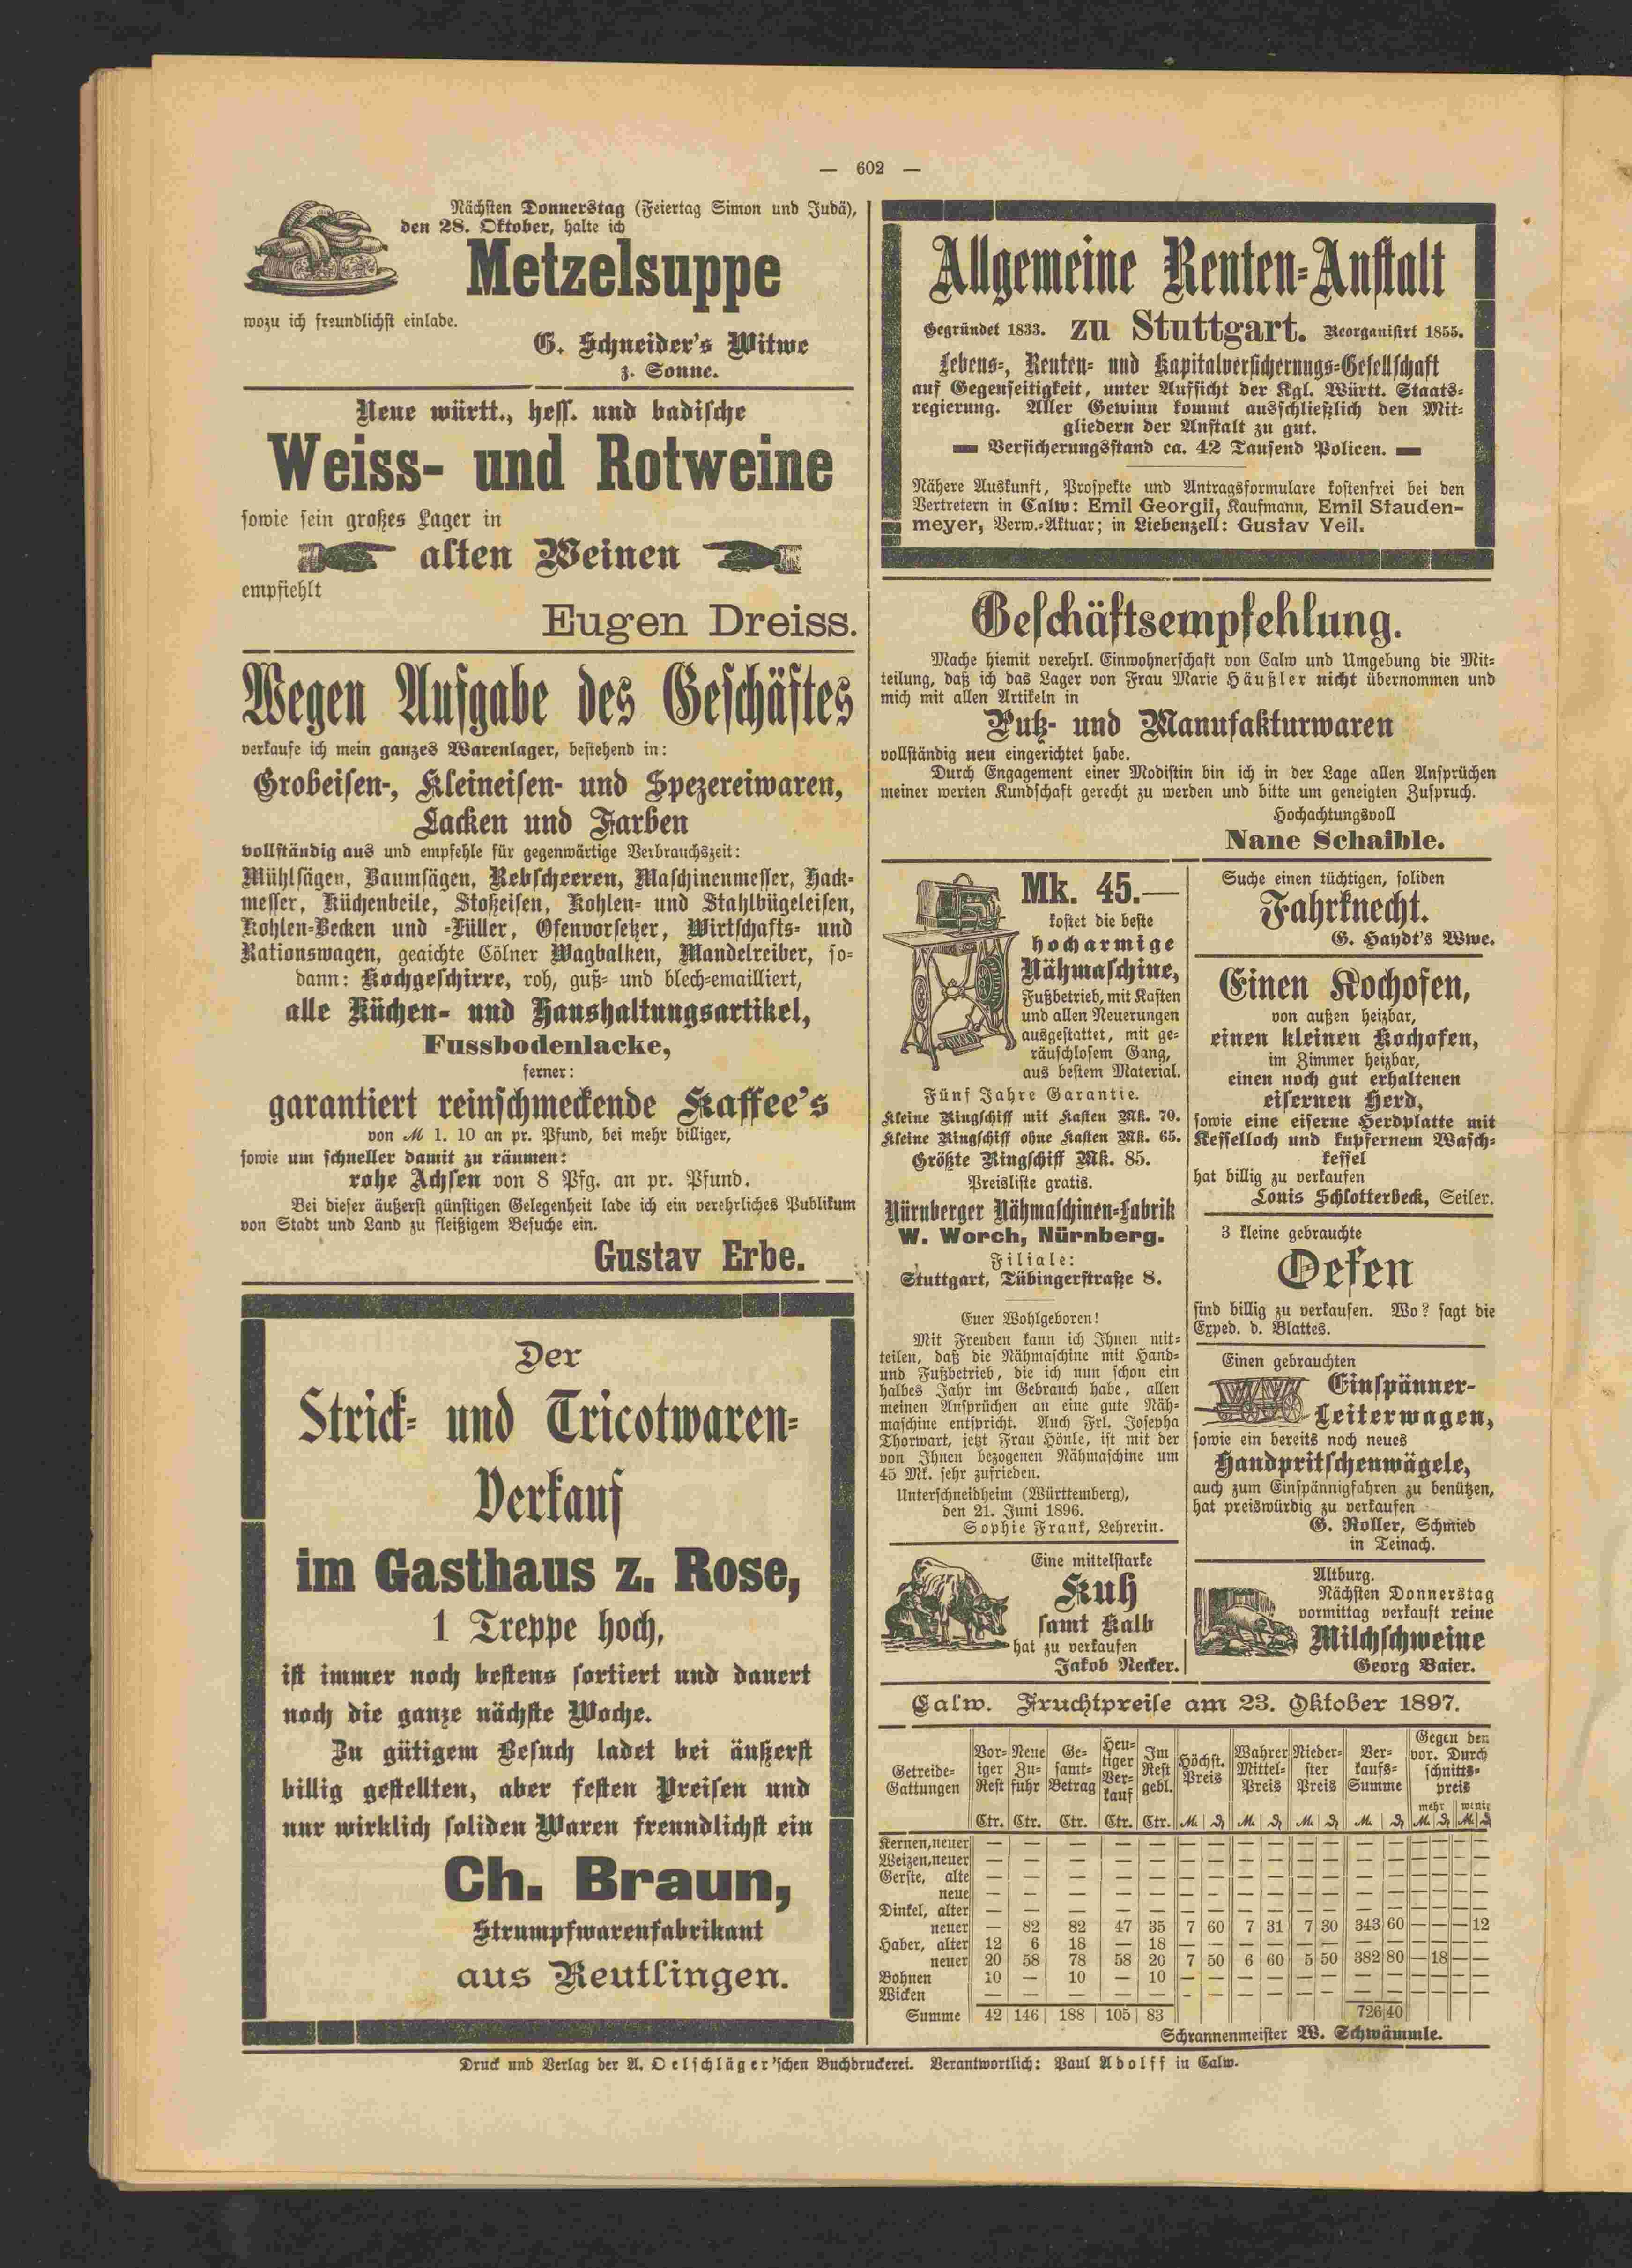 — 602 —
Nächsten Donnerstag (Feiertag Simon und Judä),
den 28. Oktober, halte ich
Metzelsuppe
wozu ich freundlichst einlade.
G. Schneider's Witwe
z. Sonne.
Neue württ., hess. und badische
Weiss- und Rotweine
sowie sein großes Lager in
alten Weinen
empfiehlt
Eugen Dreiss.
Wegen Aufgabe des Geschäftes
verkaufe ich mein ganzes Warenlager, bestehend in:
Grobeisen-, Kleineisen- und Spezereiwaren,
Lacken und Farben
vollständig aus und empfehle für gegenwärtige Verbrauchszeit:
Mühlsägen, Baumsägen, Rebscheeren, Maschinenmesser, Hack-
messer, Küchenbeile, Stoßeisen, Kohlen- und Stahlbügeleisen,
Kohlen-Becken und -Füller, Ofenvorsetzer, Wirtschafts- und
Rationswagen, geaichte Cölner Wagbalken, Mandelreiber, so-
dann: Kochgeschirre, roh, guß- und blech-emailliert,
alle Küchen- und Haushaltungsartikel,
Fussbodenlacke,
ferner:
garantiert reinschmeckende Kaffee's
von M 1. 10 an pr. Pfund, bei mehr billiger,
sowie um schneller damit zu räumen:
rohe Achsen von 8 Pfg. an pr. Pfund.
Bei dieser äußerst günstigen Gelegenheit lade ich ein verehrliches Publikum
von Stadt und Land zu fleißigem Besuche ein.
Gustav Erbe.
Der
Strick- und Tricotwaren-
Verkauf
im Gasthaus z. Rose,
1 Treppe hoch,
ist immer noch bestens sortiert und dauert
noch die ganze nächste Woche.
Zu gütigem Besuch ladet bei äußerst
billig gestellten, aber festen Preisen und
nur wirklich soliden Waren freundlichst ein
Ch. Braun,
Strumpfwarenfabrikant
aus Reutlingen.
Allgemeine Renten-Anstalt
Gegründet 1833. zu Stuttgart. Reorganisirt 1855.
Lebens-, Renten- und Kapitalversicherungs-Gesellschaft
auf Gegenseitigkeit, unter Aufsicht der Kgl. Württ. Staats-
regierung. Aller Gewinn kommt ausschließlich den Mit-
gliedern der Anstalt zu gut.
Versicherungsstand ca. 42 Tausend Policen.
Nähere Auskunft, Prospekte und Antragsformulare kostenfrei bei den
Vertretern in Calw: Emil Georgii, Kaufmann, Emil Stauden-
meyer, Verw.-Aktuar; in Liebenzell: Gustav Veil.
Geschäftsempfehlung.
Mache hiemit verehrl. Einwohnerschaft von Calw und Umgebung die Mit-
teilung, daß ich das Lager von Frau Marie Häußler nicht übernommen und
mich mit allen Artikeln in
Putz- und Manufakturwaren
vollständig neu eingerichtet habe.
Durch Engagement einer Modistin bin ich in der Lage allen Ansprüchen
meiner werten Kundschaft gerecht zu werden und bitte um geneigten Zuspruch.
Hochachtungsvoll
Nane Schaible.
Mk. 45.—
kostet die beste
hocharmige
Nähmaschine,
Fußbetrieb, mit Kasten
und allen Neuerungen
ausgestattet, mit ge-
räuschlosem Gang,
aus bestem Material.
Fünf Jahre Garantie.
Kleine Ringschiff mit Kasten Mk. 70.
Kleine Ringschiff ohne Kasten Mk. 65.
Größte Ringschiff Mk. 85.
Preisliste gratis.
Nürnberger Nähmaschinen-Fabrik
W. Worch, Nürnberg.
Filiale:
Stuttgart, Tübingerstraße 8.
Euer Wohlgeboren!
Mit Freuden kann ich Ihnen mit-
teilen, daß die Nähmaschine mit Hand-
und Fußbetrieb, die ich nun schon ein
halbes Jahr im Gebrauch habe, allen
meinen Ansprüchen an eine gute Näh-
maschine entspricht. Auch Frl. Josepha
Thorwart, jetzt Frau Hönle, ist mit der
von Ihnen bezogenen Nähmaschine um
45 Mk. sehr zufrieden.
Unterschneidheim (Württemberg),
den 21. Juni 1896.
Sophie Frank, Lehrerin.
Eine mittelstarke
Kuh
samt Kalb
hat zu verkaufen
Jakob Necker.
Suche einen tüchtigen, soliden
Fahrknecht.
G. Haydt's Wwe.
Einen Kochofen,
von außen heizbar,
einen kleinen Kochofen,
im Zimmer heizbar,
einen noch gut erhaltenen
eisernen Herd,
sowie eine eiserne Herdplatte mit
Kesselloch und kupfernem Wasch-
kessel
hat billig zu verkaufen
Louis Schlotterbeck, Seiler.
3 kleine gebrauchte
Oefen
sind billig zu verkaufen. Wo? sagt die
Exped. d. Blattes.
Einen gebrauchten
Einspänner-
Leiterwagen,
sowie ein bereits noch neues
Handpritschenwägele,
auch zum Einspännigfahren zu benützen,
hat preiswürdig zu verkaufen
G. Roller, Schmied
in Teinach.
Altburg.
Nächsten Donnerstag
vormittag verkauft reine
Milchschweine
Georg Baier.
Calw. Fruchtpreise am 23. Oktober 1897.
Getreide-Gattungen | Voriger Rest | Neue Zufuhr | Gesamt-Betrag | Heutiger Verkauf | Im Rest gebl. | Höchst. Preis | Wahrer Mittel-Preis | Niederster Preis | Verkaufs-Summe | Gegen den vor. Durchschnittspreis mehr | wenig
Ctr. | Ctr. | Ctr. | Ctr. | Ctr. | M. | ₰ | M. | ₰ | M. | ₰ | M. | ₰ | M. | ₰ | M. | ₰
Kernen, neuer — — — — — — — — — — — — — — — — —
Weizen, neuer — — — — — — — — — — — — — — — — —
Gerste, alte — — — — — — — — — — — — — — — — —
neue — — — — — — — — — — — — — — — — —
Dinkel, alter — — — — — — — — — — — — — — — — —
neuer — 82 82 47 35 7 60 7 31 7 30 343 60 — — — 12
Haber, alter 12 6 18 — 18 — — — — — — — — — — — —
neuer 20 58 78 58 20 7 50 6 60 5 50 382 80 — 18 — —
Bohnen 10 — 10 — 10 — — — — — — — — — — — —
Wicken — — — — — — — — — — — — — — — — —
Summe 42 146 188 105 83 726 40
Schrannenmeister W. Schwämmle.
Druck und Verlag der A. Oelschläger'schen Buchdruckerei. Verantwortlich: Paul Adolff in Calw.